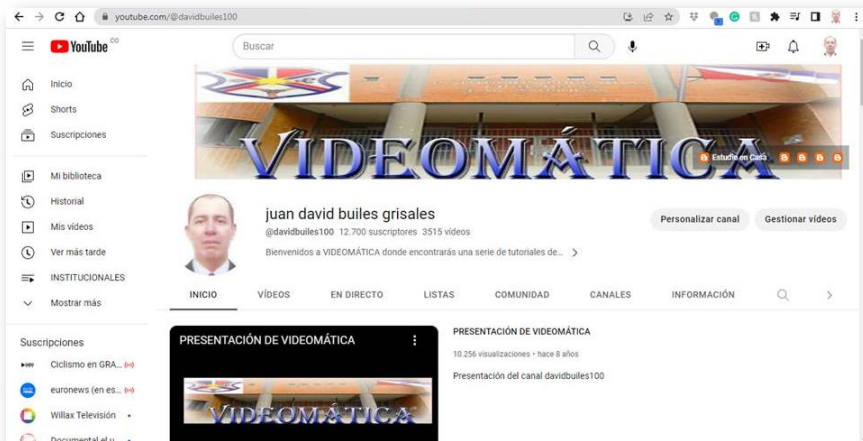 youtube.com/@davidbuiles100
YouTube CO
Buscar
Inicio
Shorts
Suscripciones
Mi biblioteca
Historial
Mis vídeos
Ver más tarde
INSTITUCIONALES
Mostrar más
Suscripciones
Ciclismo en GRA...
euronews (en es...
Willax Televisión
Documental el u...
VIDEOMÁTICA
Estudio en Casa
juan david builes grisales
@davidbuiles100 12.700 suscriptores 3515 vídeos
Bienvenidos a VIDEOMÁTICA donde encontrarás una serie de tutoriales de...
Personalizar canal Gestionar vídeos
INICIO VÍDEOS EN DIRECTO LISTAS COMUNIDAD CANALES INFORMACIÓN
PRESENTACIÓN DE VIDEOMÁTICA
VIDEOMÁTICA
PRESENTACIÓN DE VIDEOMÁTICA
10.256 visualizaciones • hace 8 años
Presentación del canal davidbuiles100